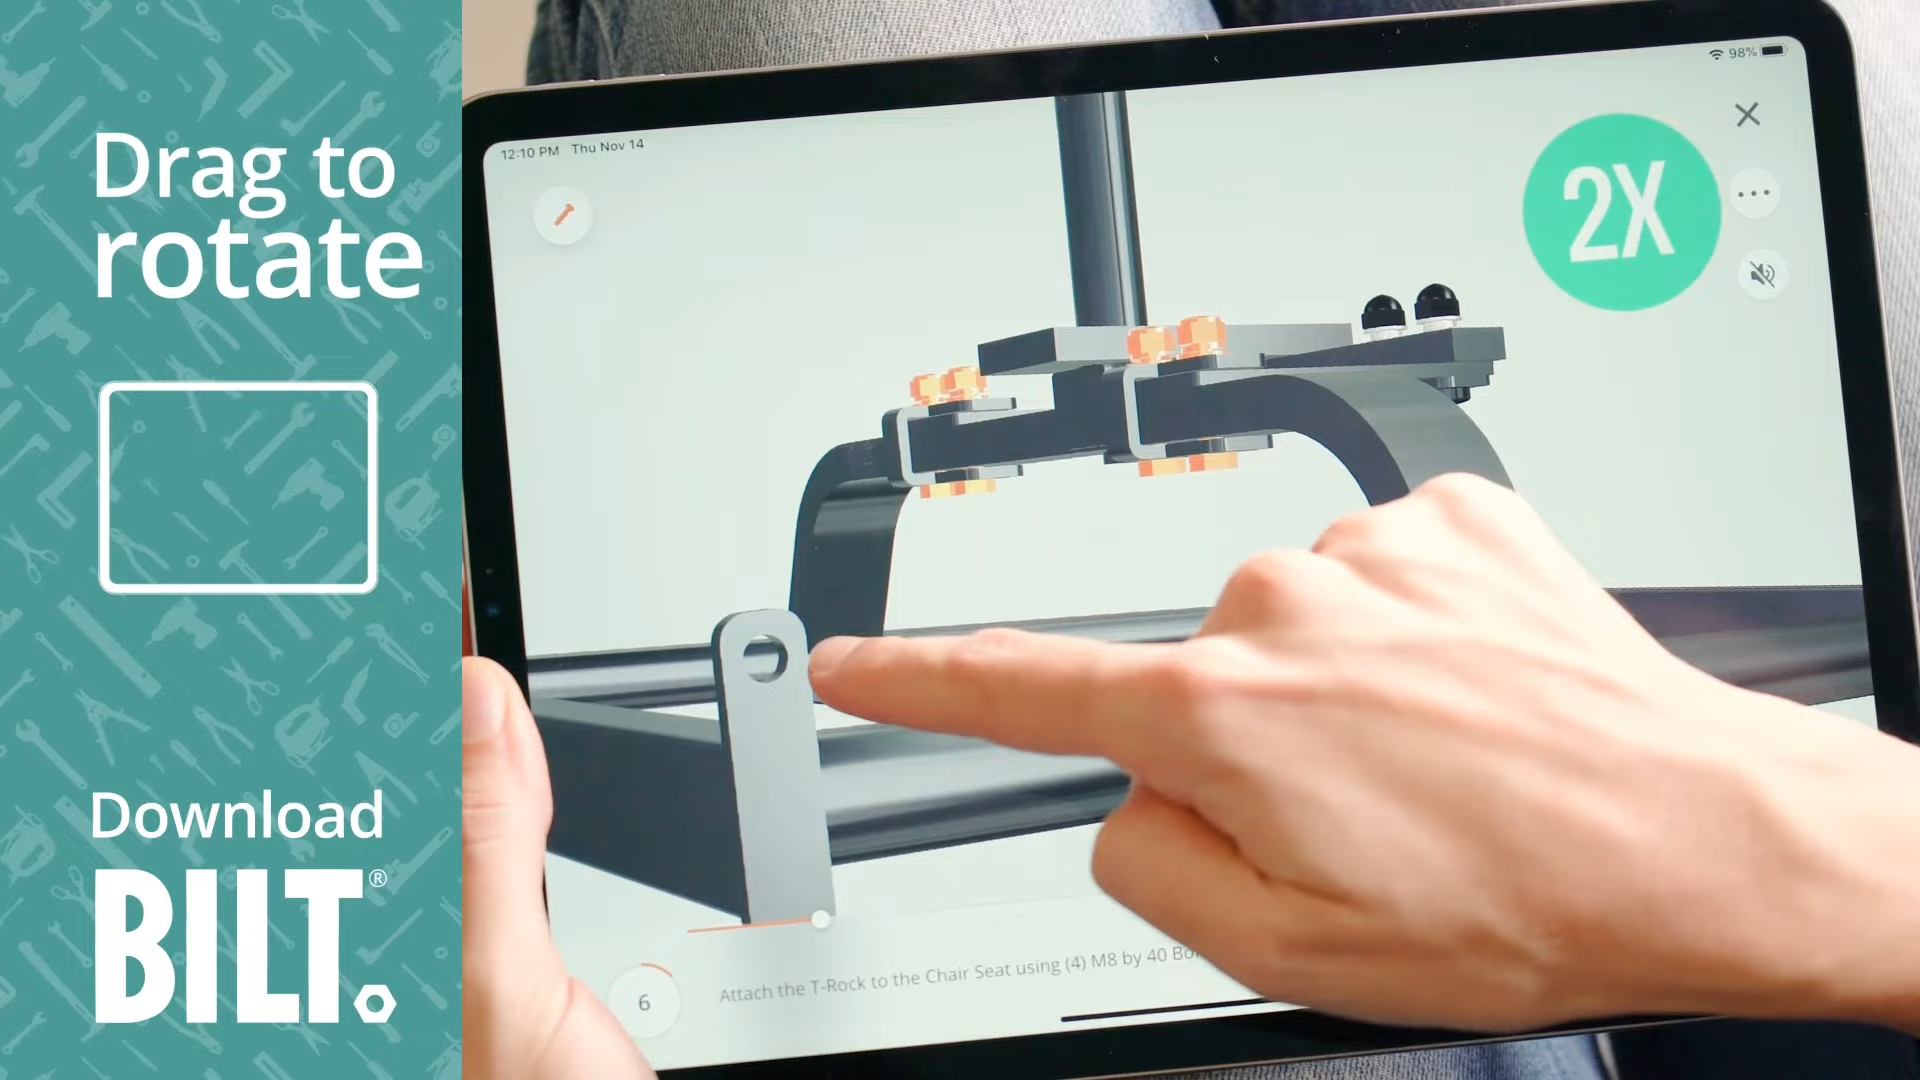 Drag to
rotate
Download
BILT®
12:10 PM Thu Nov 14
98%
2X
6
Attach the T-Rock to the Chair Seat using (4) M8 by 40